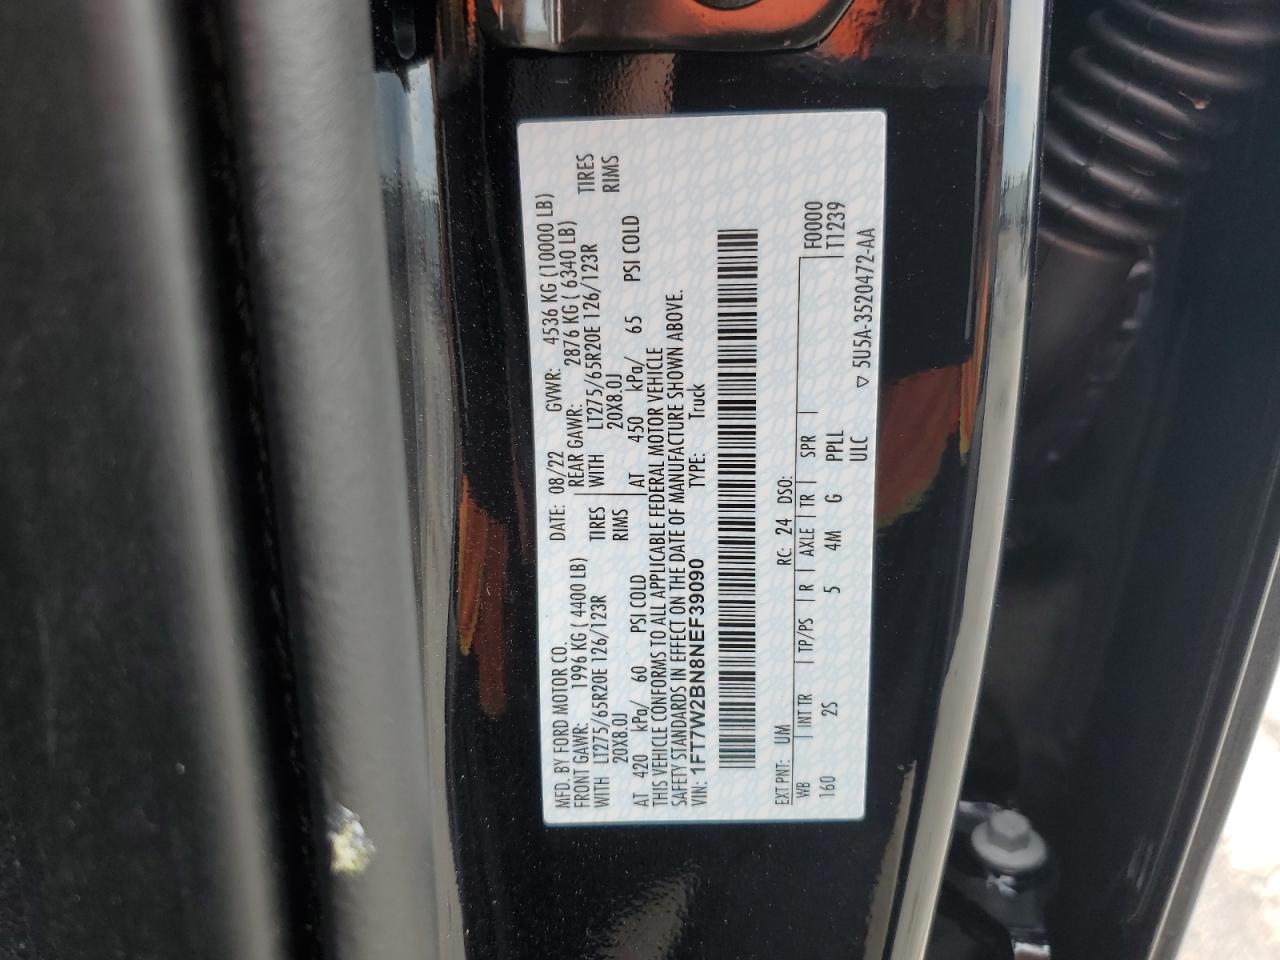 MFD. BY FORD MOTOR CO. DATE: 08/22 GVWR: 4536 KG (10000 LB)
FRONT GAWR: 1996 KG ( 4400 LB) REAR GAWR: 2876 KG ( 6340 LB)
WITH LT275/65R20E 126/123R TIRES WITH LT275/65R20E 126/123R TIRES
20X8.0J RIMS 20X8.0J RIMS
AT 420 kPa/ 60 PSI COLD AT 450 kPa/ 65 PSI COLD
THIS VEHICLE CONFORMS TO ALL APPLICABLE FEDERAL MOTOR VEHICLE
SAFETY STANDARDS IN EFFECT ON THE DATE OF MANUFACTURE SHOWN ABOVE.
VIN: 1FT7W2BN8NEF39090 TYPE: Truck
EXT PNT: UM RC: 24 DSO: F0000
WB INT TR TP/PS R AXLE TR SPR T1239
160 2S 5 4M G PPLL
ULC ▽ 5U5A-3520472-AA